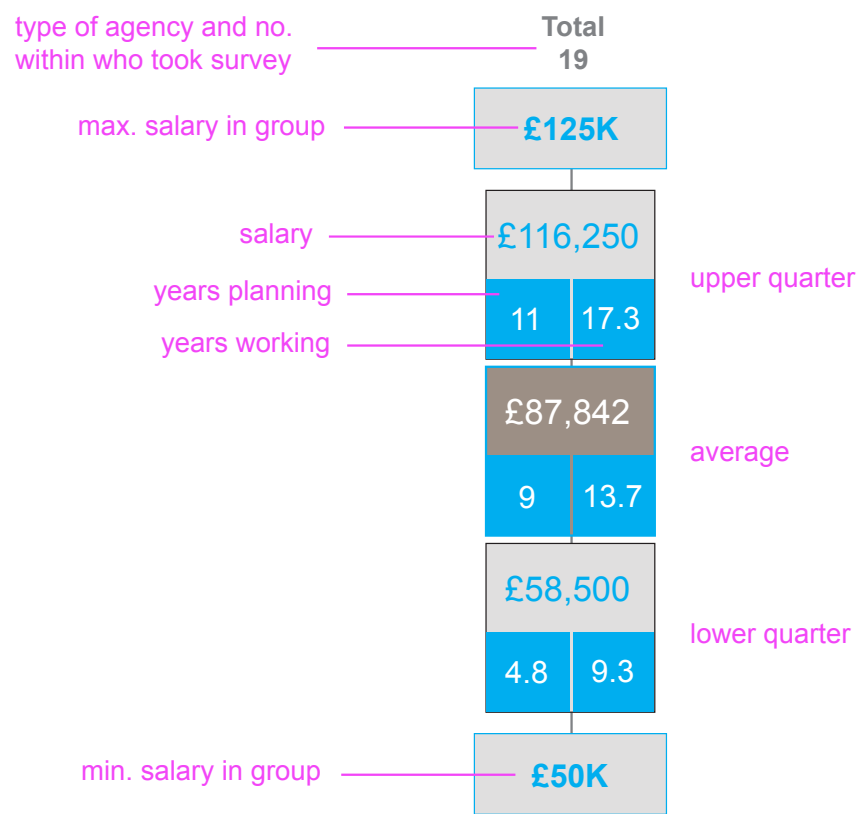 type of agency and no.
within who took survey
Total
19
max. salary in group
£125K
salary
£116,250
years planning
11
17.3
years working
upper quarter
£87,842
9
13.7
average
£58,500
4.8
9.3
lower quarter
min. salary in group
£50K